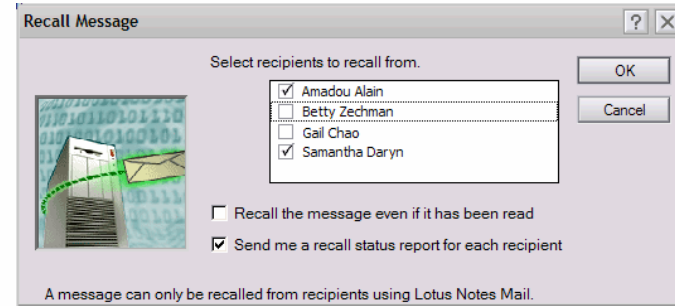 Recall Message
Select recipients to recall from.
OK
Amadou Alain
Betty Zechman
Cancel
Gail Chao
Samantha Daryn
Recall the message even if it has been read
Send me a recall status report for each recipient
A message can only be recalled from recipients using Lotus Notes Mail.